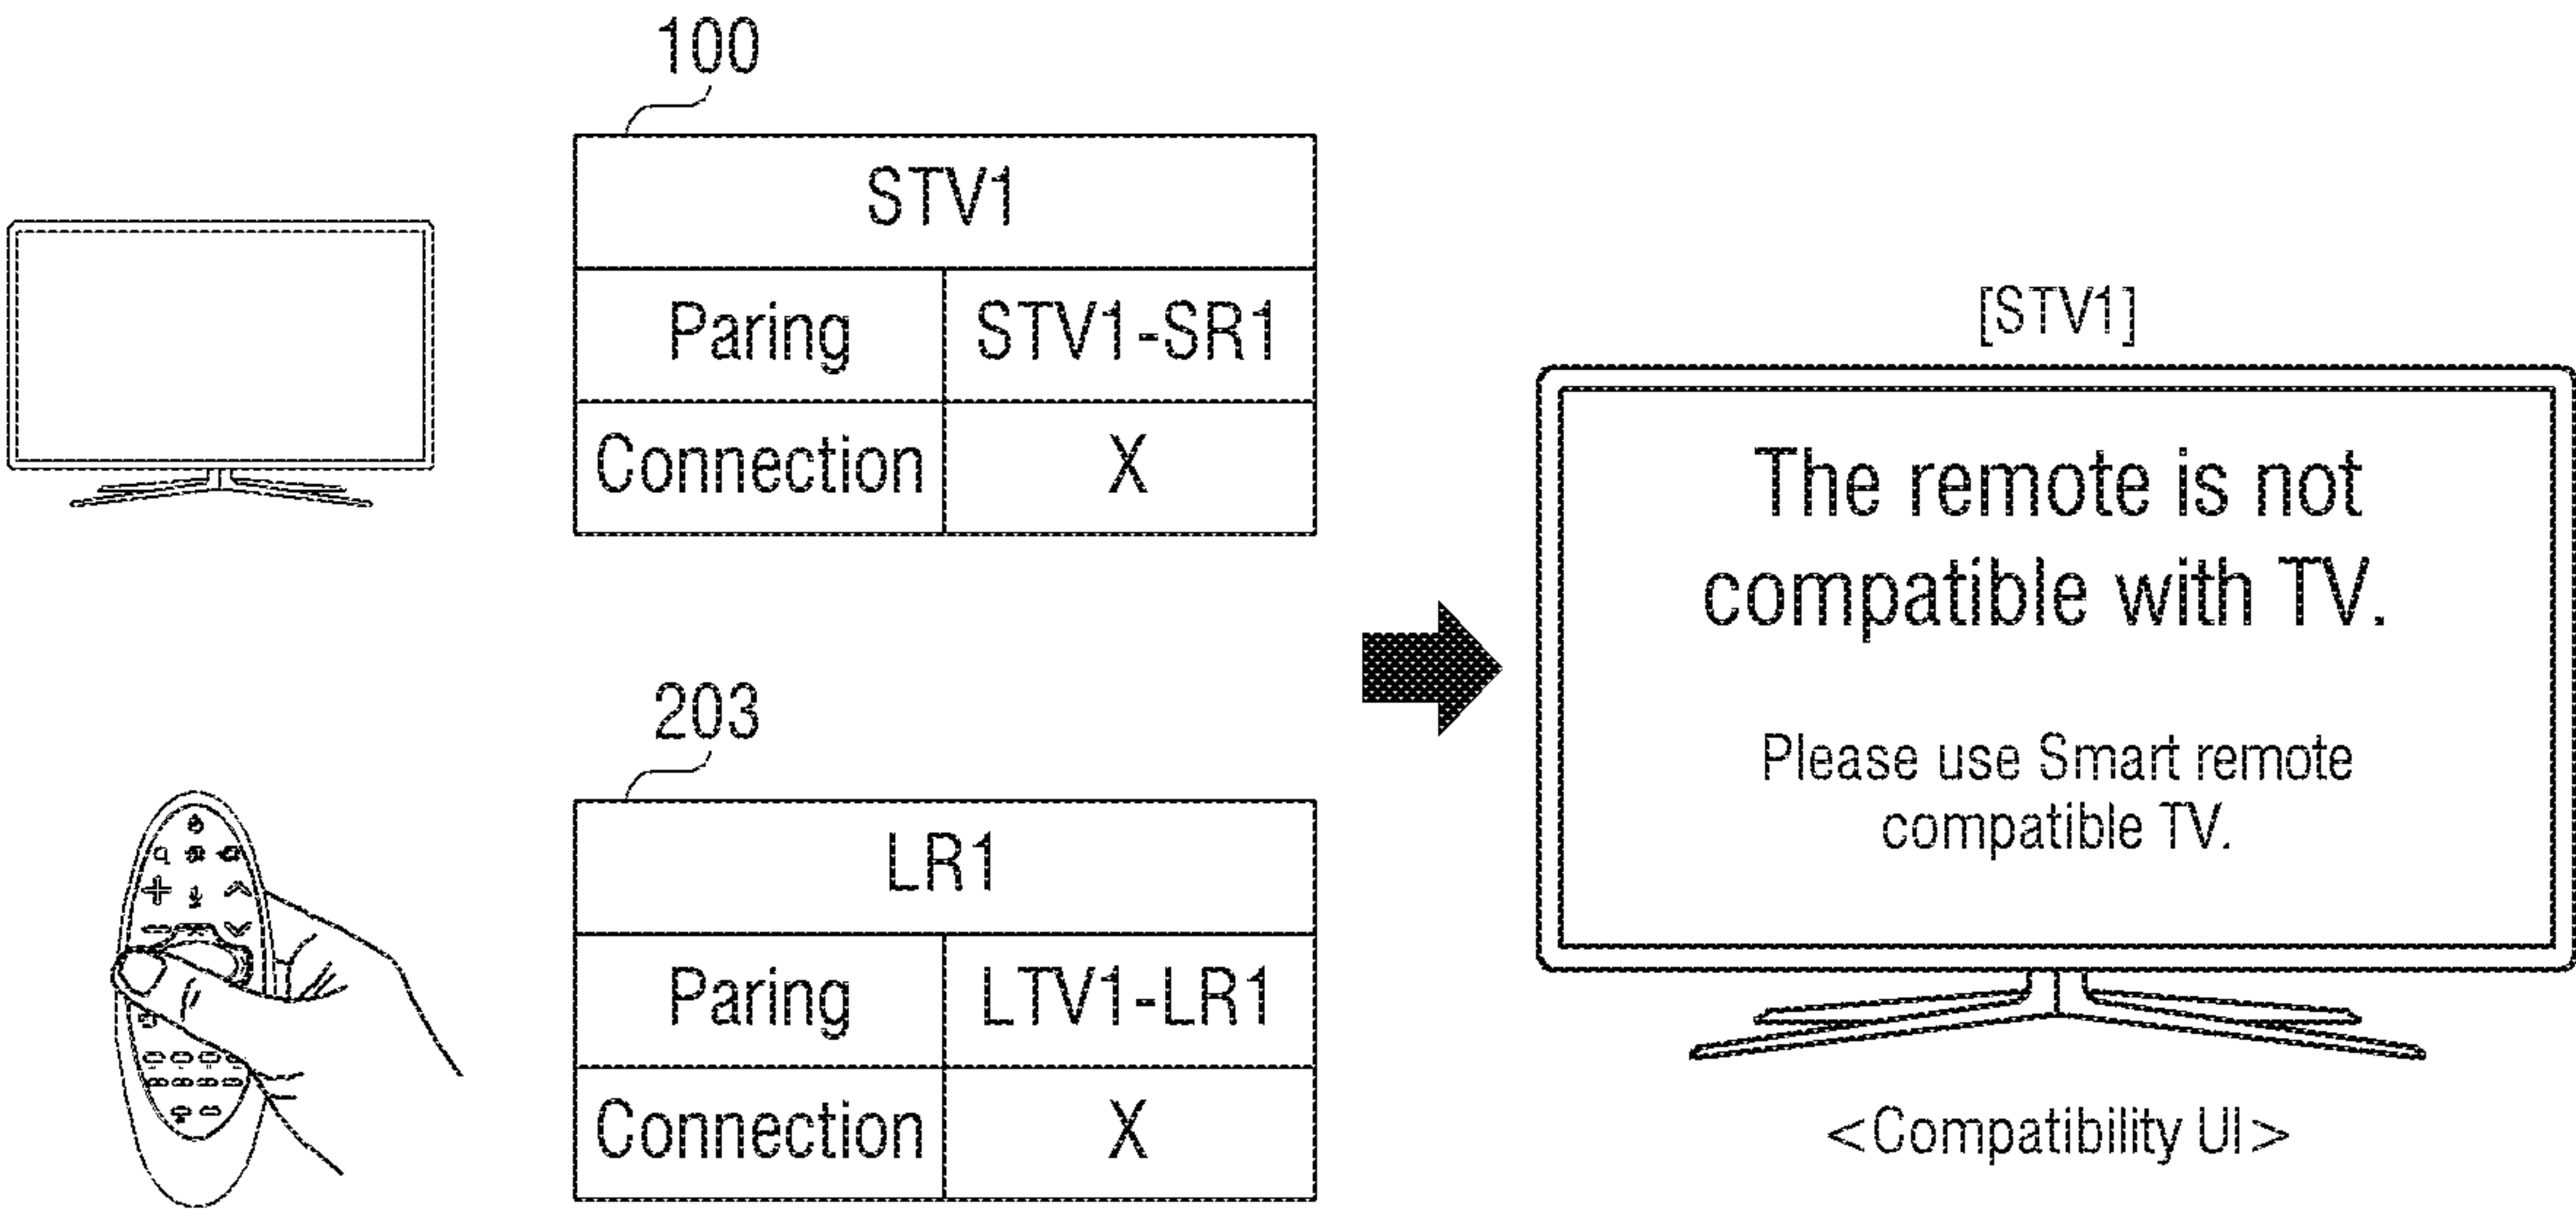 100
STV1
Paring STV1-SR1
Connection X
203
LR1
Paring LTV1-LR1
Connection X
[STV1]
The remote is not
compatible with TV.
Please use Smart remote
compatible TV.
<Compatibility UI>